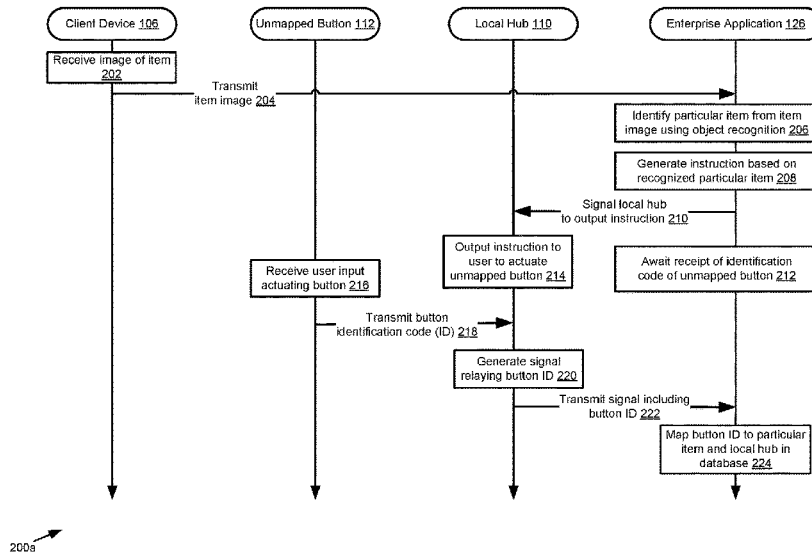 Client Device 106
Unmapped Button 112
Local Hub 110
Enterprise Application 126
Receive image of item
202
Transmit
item image 204
Identify particular item from item
image using object recognition 206
Generate instruction based on
recognized particular item 208
Signal local hub
to output instruction 210
Output instruction to
user to actuate
unmapped button 214
Await receipt of identification
code of unmapped button 212
Receive user input
actuating button 216
Transmit button
identification code (ID) 218
Generate signal
relaying button ID 220
Transmit signal including
button ID 222
Map button ID to particular
item and local hub in
database 224
200a